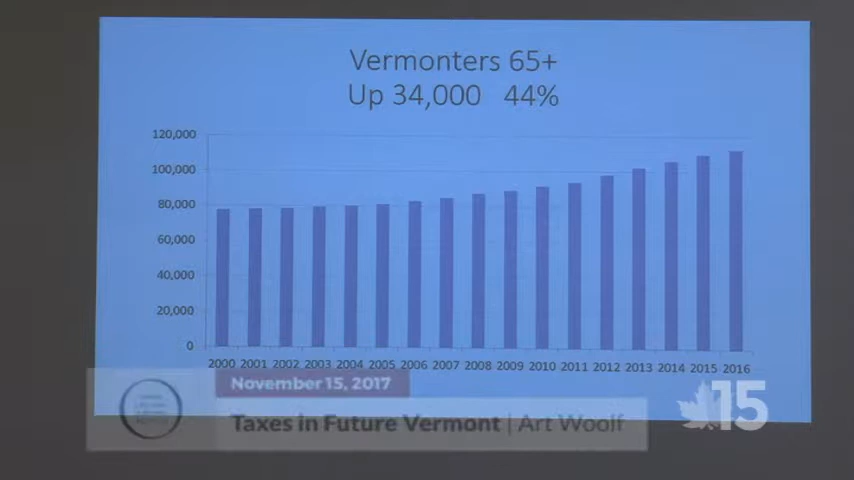 Vermonters 65+
Up 34,000 44%
120,000
100,000
80,000
60,000
40,000
20,000
0
2000 2001 2002 2003 2004 2005 2006 2007 2008 2009 2010 2011 2012 2013 2014 2015 2016
November 15, 2017
Taxes in Future Vermont | Art Woolf
15